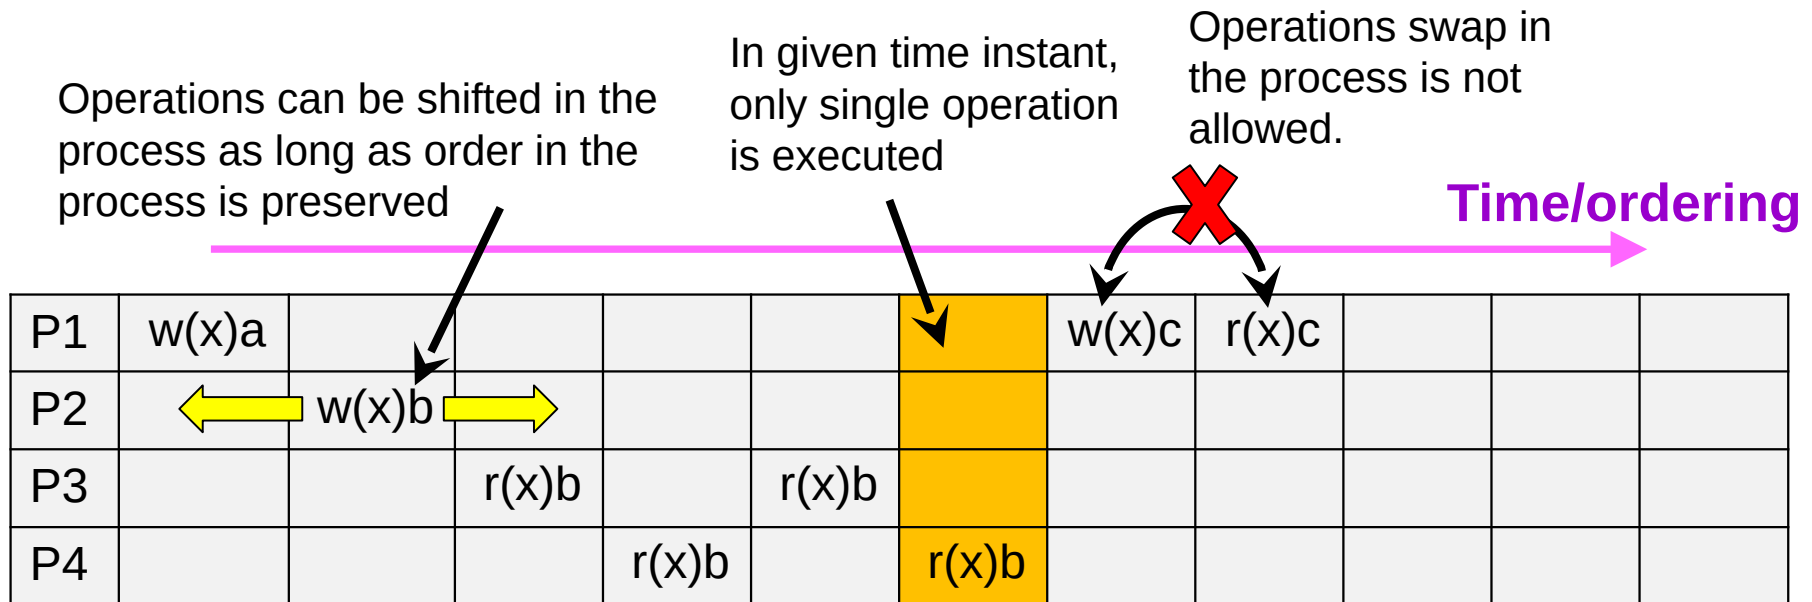 Operations can be shifted in the
process as long as order in the
process is preserved
In given time instant,
only single operation
is executed
Operations swap in
the process is not
allowed.
Time/ordering
P1 w(x)a w(x)c r(x)c
P2 w(x)b
P3 r(x)b r(x)b
P4 r(x)b r(x)b